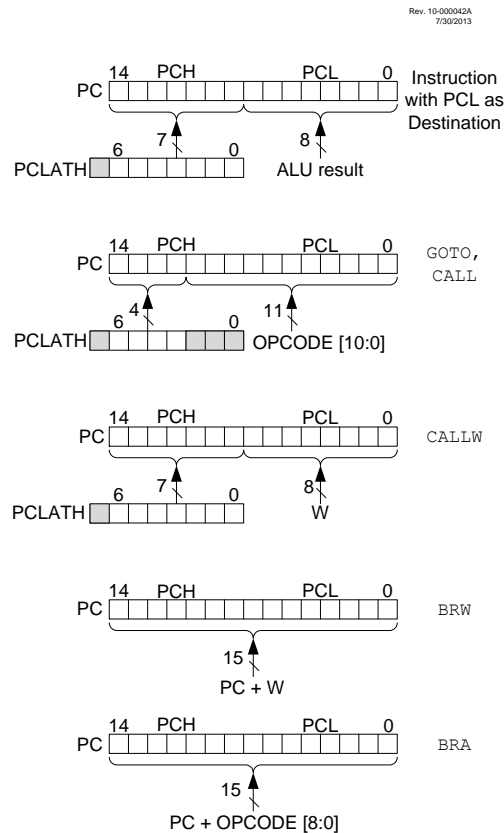 Rev. 10-000042A
7/30/2013
14 PCH PCL 0
PC
Instruction
with PCL as
Destination
7 8
6 0
PCLATH
ALU result
14 PCH PCL 0
PC
GOTO,
CALL
4 11
6 0
PCLATH
OPCODE [10:0]
14 PCH PCL 0
PC
CALLW
7 8
6 0
PCLATH
W
14 PCH PCL 0
PC
BRW
15
PC + W
14 PCH PCL 0
PC
BRA
15
PC + OPCODE [8:0]